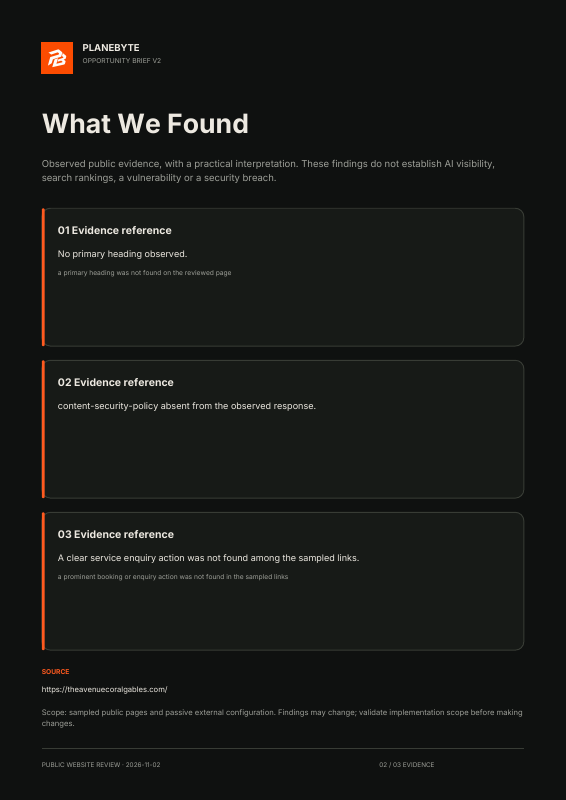 PLANEBYTE
OPPORTUNITY BRIEF V2
What We Found
Observed public evidence, with a practical interpretation. These findings do not establish AI visibility,
search rankings, a vulnerability or a security breach.
01 Evidence reference
No primary heading observed.
a primary heading was not found on the reviewed page
02 Evidence reference
content-security-policy absent from the observed response.
03 Evidence reference
A clear service enquiry action was not found among the sampled links.
a prominent booking or enquiry action was not found in the sampled links
SOURCE
https://theavenuecoralgables.com/
Scope: sampled public pages and passive external configuration. Findings may change; validate implementation scope before making
changes.
PUBLIC WEBSITE REVIEW · 2026-11-02
02 / 03 EVIDENCE